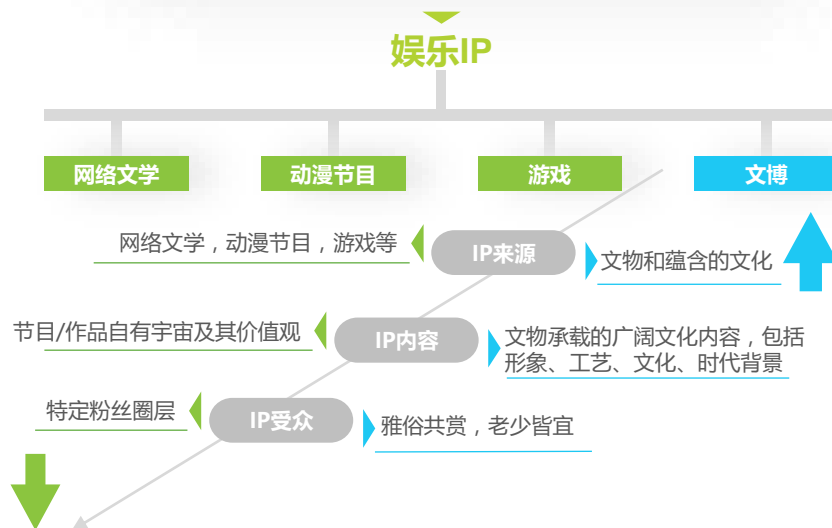 娱乐IP
网络文学
动漫节目
游戏
文博
网络文学，动漫节目，游戏等
IP来源
文物和蕴含的文化
节目/作品自有宇宙及其价值观
IP内容
文物承载的广阔文化内容，包括
形象、工艺、文化、时代背景
特定粉丝圈层
IP受众
雅俗共赏，老少皆宜